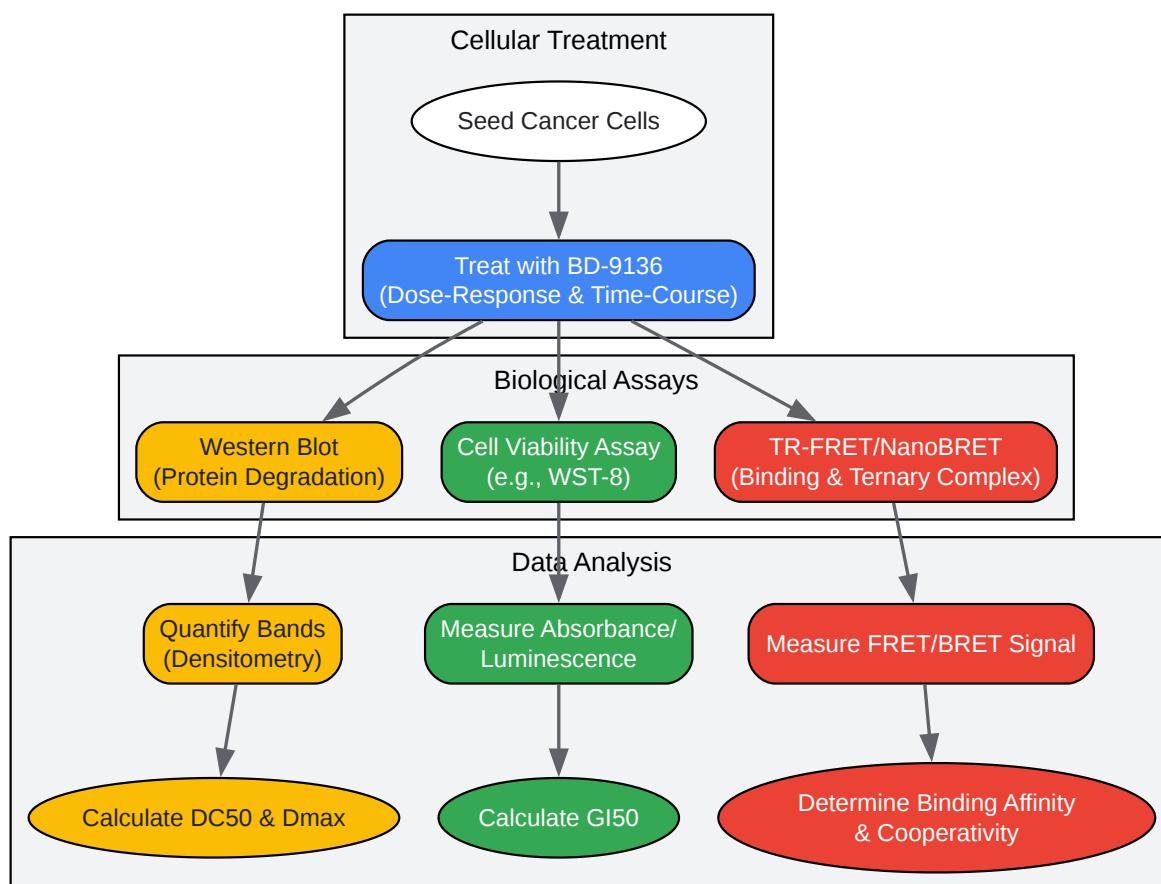 Cellular Treatment
Seed Cancer Cells
Treat with BD-9136
(Dose-Response & Time-Course)
Biological Assays
Western Blot
(Protein Degradation)
Cell Viability Assay
(e.g., WST-8)
TR-FRET/NanoBRET
(Binding & Ternary Complex)
Data Analysis
Quantify Bands
(Densitometry)
Measure Absorbance/
Luminescence
Measure FRET/BRET Signal
Calculate DC50 & Dmax
Calculate GI50
Determine Binding Affinity
& Cooperativity